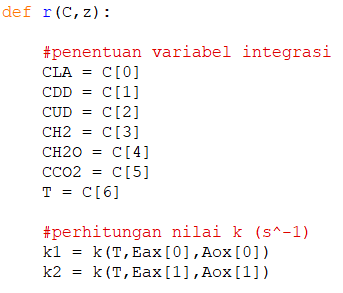 def r(C,z):
#penentuan variabel integrasi
CLA = C[0]
CDD = C[1]
CUD = C[2]
CH2 = C[3]
CH2O = C[4]
CCO2 = C[5]
T = C[6]
#perhitungan nilai k (s^-1)
k1 = k(T,Eax[0],Aox[0])
k2 = k(T,Eax[1],Aox[1])